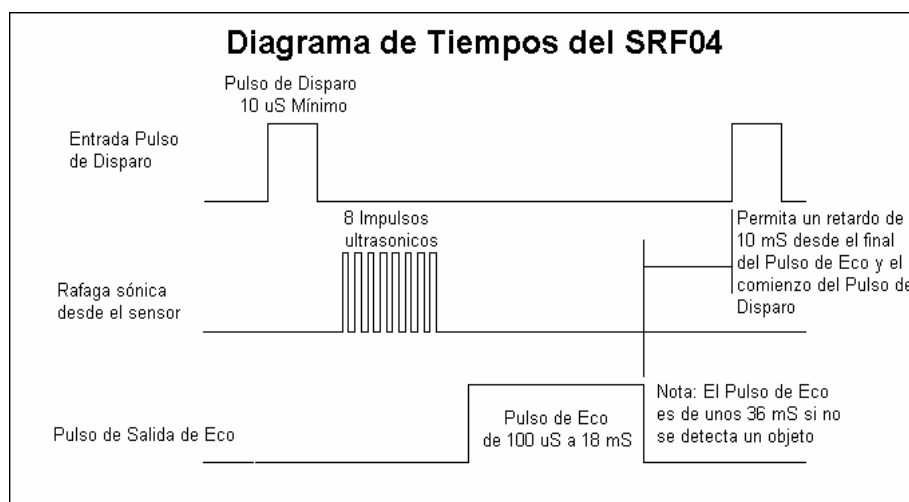 Diagrama de Tiempos del SRF04
Pulso de Disparo
10 uS Mínimo
Entrada Pulso
de Disparo
8 Impulsos
ultrasonicos
Permita un retardo de
10 mS desde el final
del Pulso de Eco y el
comienzo del Pulso de
Disparo
Rafaga sónica
desde el sensor
Pulso de Eco
de 100 uS a 18 mS
Nota: El Pulso de Eco
es de unos 36 mS si no
se detecta un objeto
Pulso de Salida de Eco